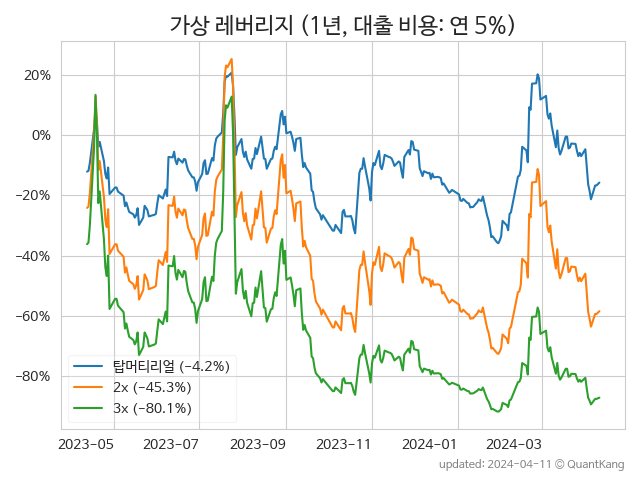 가상 레버리지 (1년, 대출 비용: 연 5%)
20%
0%
−20%
−40%
−60%
−80%
탑머티리얼 (−4.2%)
2x (−45.3%)
3x (−80.1%)
2023-05 2023-07 2023-09 2023-11 2024-01 2024-03
updated: 2024-04-11 © QuantKang